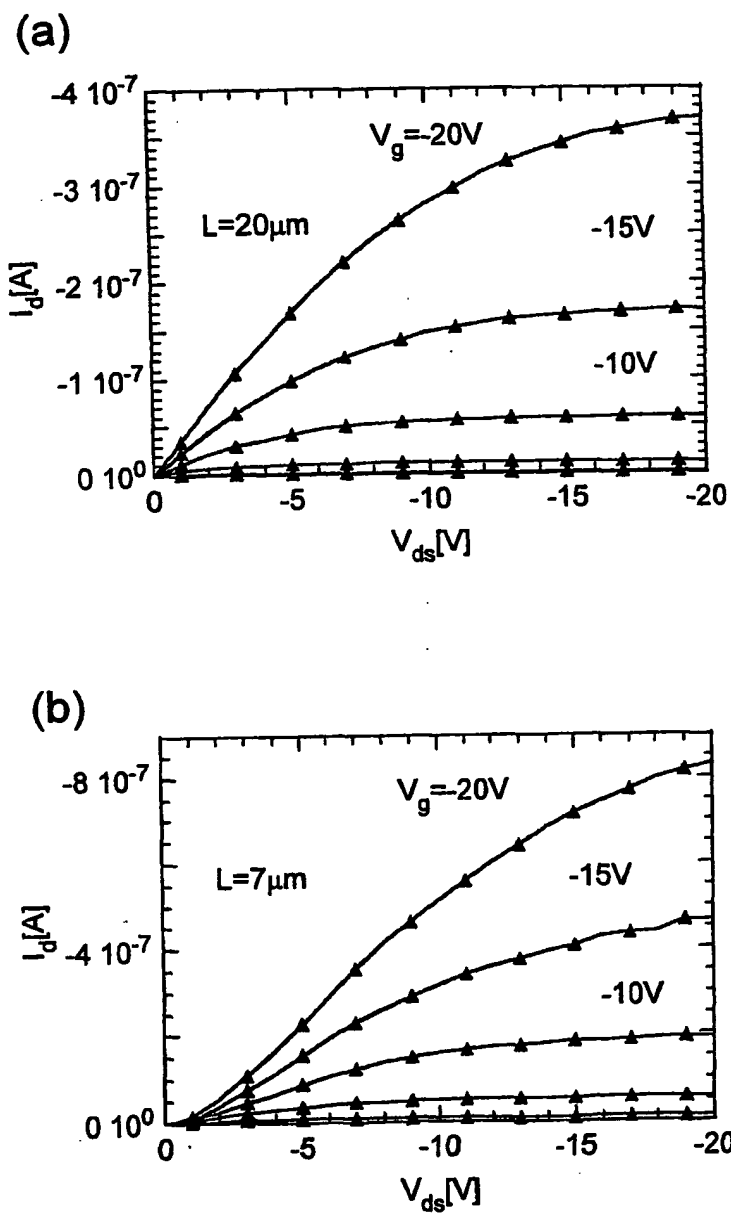 (a)
-4 10⁻⁷
V_g=-20V
-3 10⁻⁷
L=20μm
-15V
I_d[A]
-2 10⁻⁷
-10V
-1 10⁻⁷
0 10⁰
0 -5 -10 -15 -20
V_ds[V]
(b)
-8 10⁻⁷
V_g=-20V
L=7μm
-15V
I_d[A]
-4 10⁻⁷
-10V
0 10⁰
0 -5 -10 -15 -20
V_ds[V]